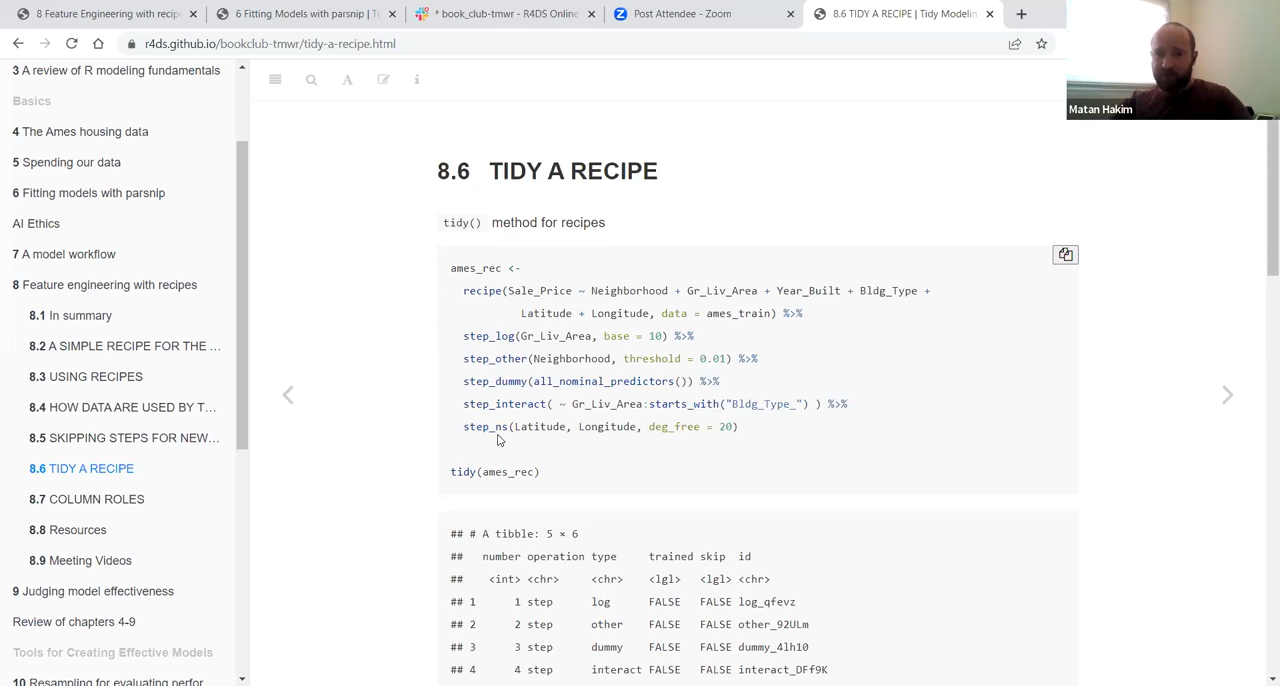 8 Feature Engineering with recipe
6 Fitting Models with parsnip | Ti
* book_club-tmwr - R4DS Online
Post Attendee - Zoom
8.6 TIDY A RECIPE | Tidy Modelin
r4ds.github.io/bookclub-tmwr/tidy-a-recipe.html
Matan Hakim
3 A review of R modeling fundamentals
Basics
4 The Ames housing data
5 Spending our data
6 Fitting models with parsnip
AI Ethics
7 A model workflow
8 Feature engineering with recipes
8.1 In summary
8.2 A SIMPLE RECIPE FOR THE ...
8.3 USING RECIPES
8.4 HOW DATA ARE USED BY T...
8.5 SKIPPING STEPS FOR NEW...
8.6 TIDY A RECIPE
8.7 COLUMN ROLES
8.8 Resources
8.9 Meeting Videos
9 Judging model effectiveness
Review of chapters 4-9
Tools for Creating Effective Models
10 Resampling for evaluating perfor
8.6 TIDY A RECIPE
tidy() method for recipes
ames_rec <-
recipe(Sale_Price ~ Neighborhood + Gr_Liv_Area + Year_Built + Bldg_Type +
Latitude + Longitude, data = ames_train) %>%
step_log(Gr_Liv_Area, base = 10) %>%
step_other(Neighborhood, threshold = 0.01) %>%
step_dummy(all_nominal_predictors()) %>%
step_interact( ~ Gr_Liv_Area:starts_with("Bldg_Type_") ) %>%
step_ns(Latitude, Longitude, deg_free = 20)
tidy(ames_rec)
## # A tibble: 5 × 6
## number operation type trained skip id
## <int> <chr> <chr> <lgl> <lgl> <chr>
## 1 1 step log FALSE FALSE log_qfevz
## 2 2 step other FALSE FALSE other_92ULm
## 3 3 step dummy FALSE FALSE dummy_4lh10
## 4 4 step interact FALSE FALSE interact_DFf9K